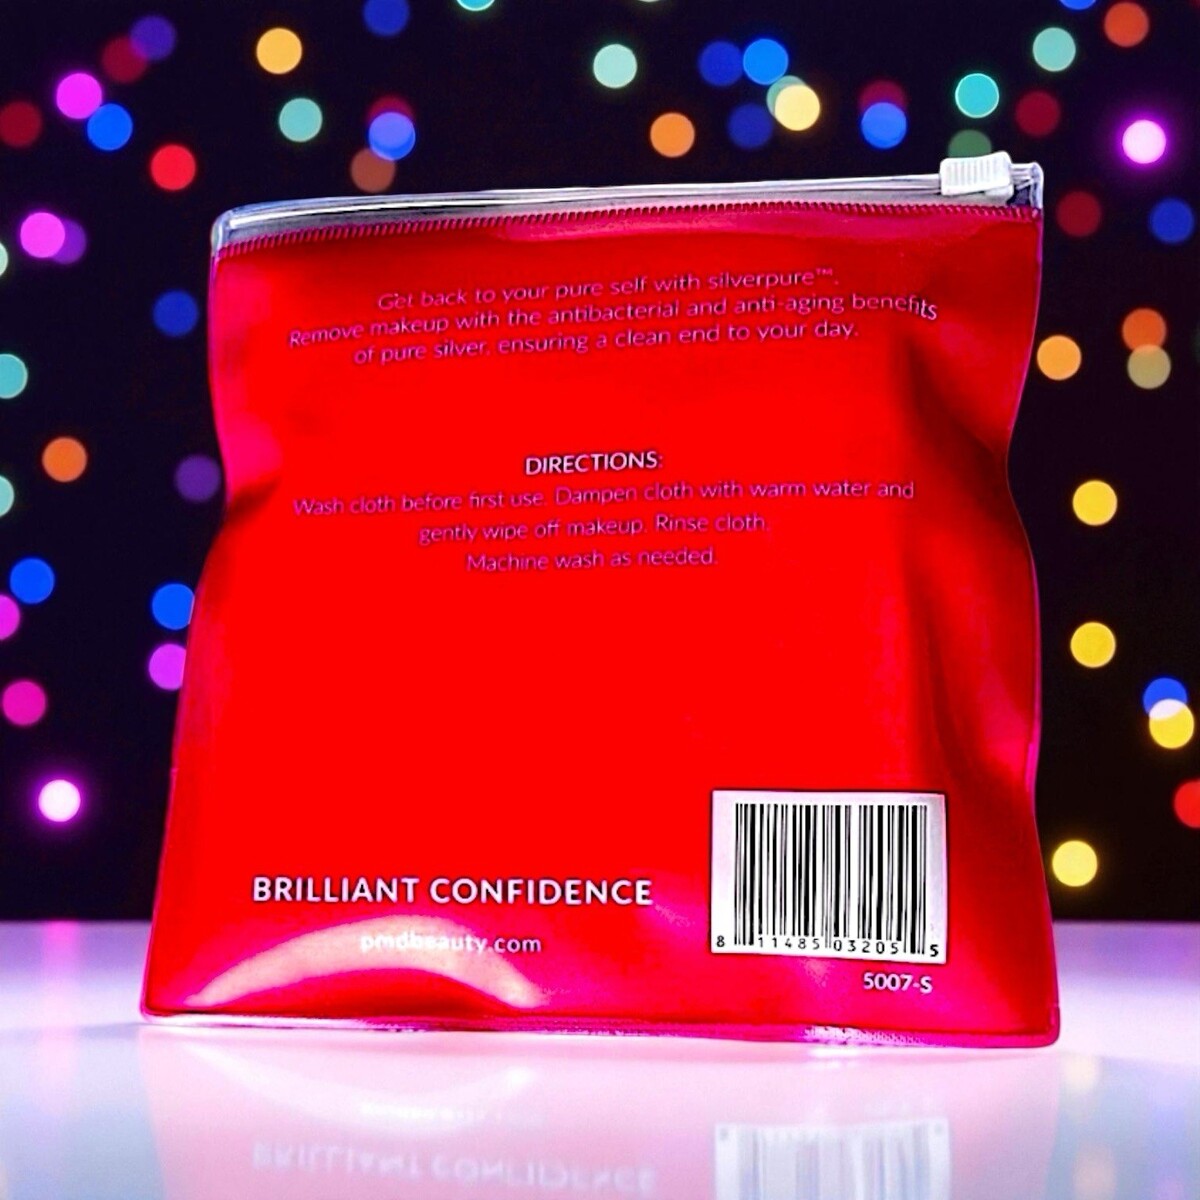 Get back to your pure self with silverpure™.
Remove makeup with the antibacterial and anti-aging benefits
of pure silver, ensuring a clean end to your day.
DIRECTIONS:
Wash cloth before first use. Dampen cloth with warm water and
gently wipe off makeup. Rinse cloth.
Machine wash as needed.
BRILLIANT CONFIDENCE
pmdbeauty.com
8 11485 03205 5
5007-S